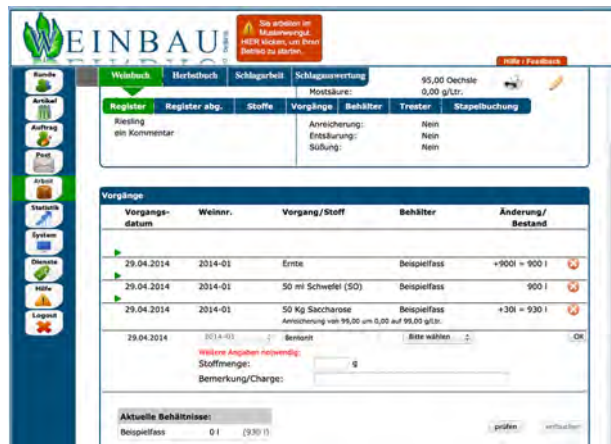 WEINBAU
Sie arbeiten im
Musterweingut.
HIER klicken, um Ihren
Betrieb zu starten.
Hilfe / Feedback
Kunde
Artikel
Auftrag
Post
Arbeit
Statistik
System
Dienste
Hilfe
Logout
Weinbuch Herbstbuch Schlagarbeit Schlagauswertung
95,00 Oechsle
Mostsäure: 0,00 g/Ltr.
Register Register abg. Stoffe Vorgänge Behälter Trester Stapelbuchung
Riesling
ein Kommentar
Anreicherung: Nein
Entsäurung: Nein
Süßung: Nein
Vorgänge
Vorgangs-datum Weinnr. Vorgang/Stoff Behälter Änderung/Bestand
29.04.2014 2014-01 Ernte Beispielfass +900l = 900 l
29.04.2014 2014-01 50 ml Schwefel (SO) Beispielfass 900 l
29.04.2014 2014-01 50 Kg Saccharose Beispielfass +30l = 930 l
Anreicherung von 99,00 um 0,00 auf 99,00 g/Ltr.
29.04.2014 2014-01 Bentonit Bitte wählen OK
Weitere Angaben notwendig:
Stoffmenge: g
Bemerkung/Charge:
Aktuelle Behältnisse:
Beispielfass 0 l (930 l)
prüfen verbuchen